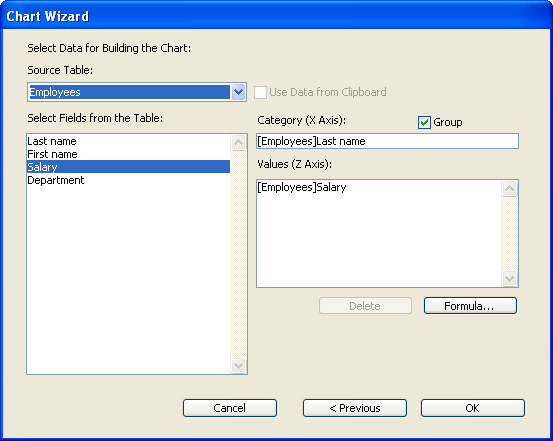 Chart Wizard
Select Data for Building the Chart:
Source Table:
Employees
Use Data from Clipboard
Select Fields from the Table:
Last name
First name
Salary
Department
Category (X Axis):
Group
[Employees]Last name
Values (Z Axis):
[Employees]Salary
Delete
Formula...
Cancel
< Previous
OK